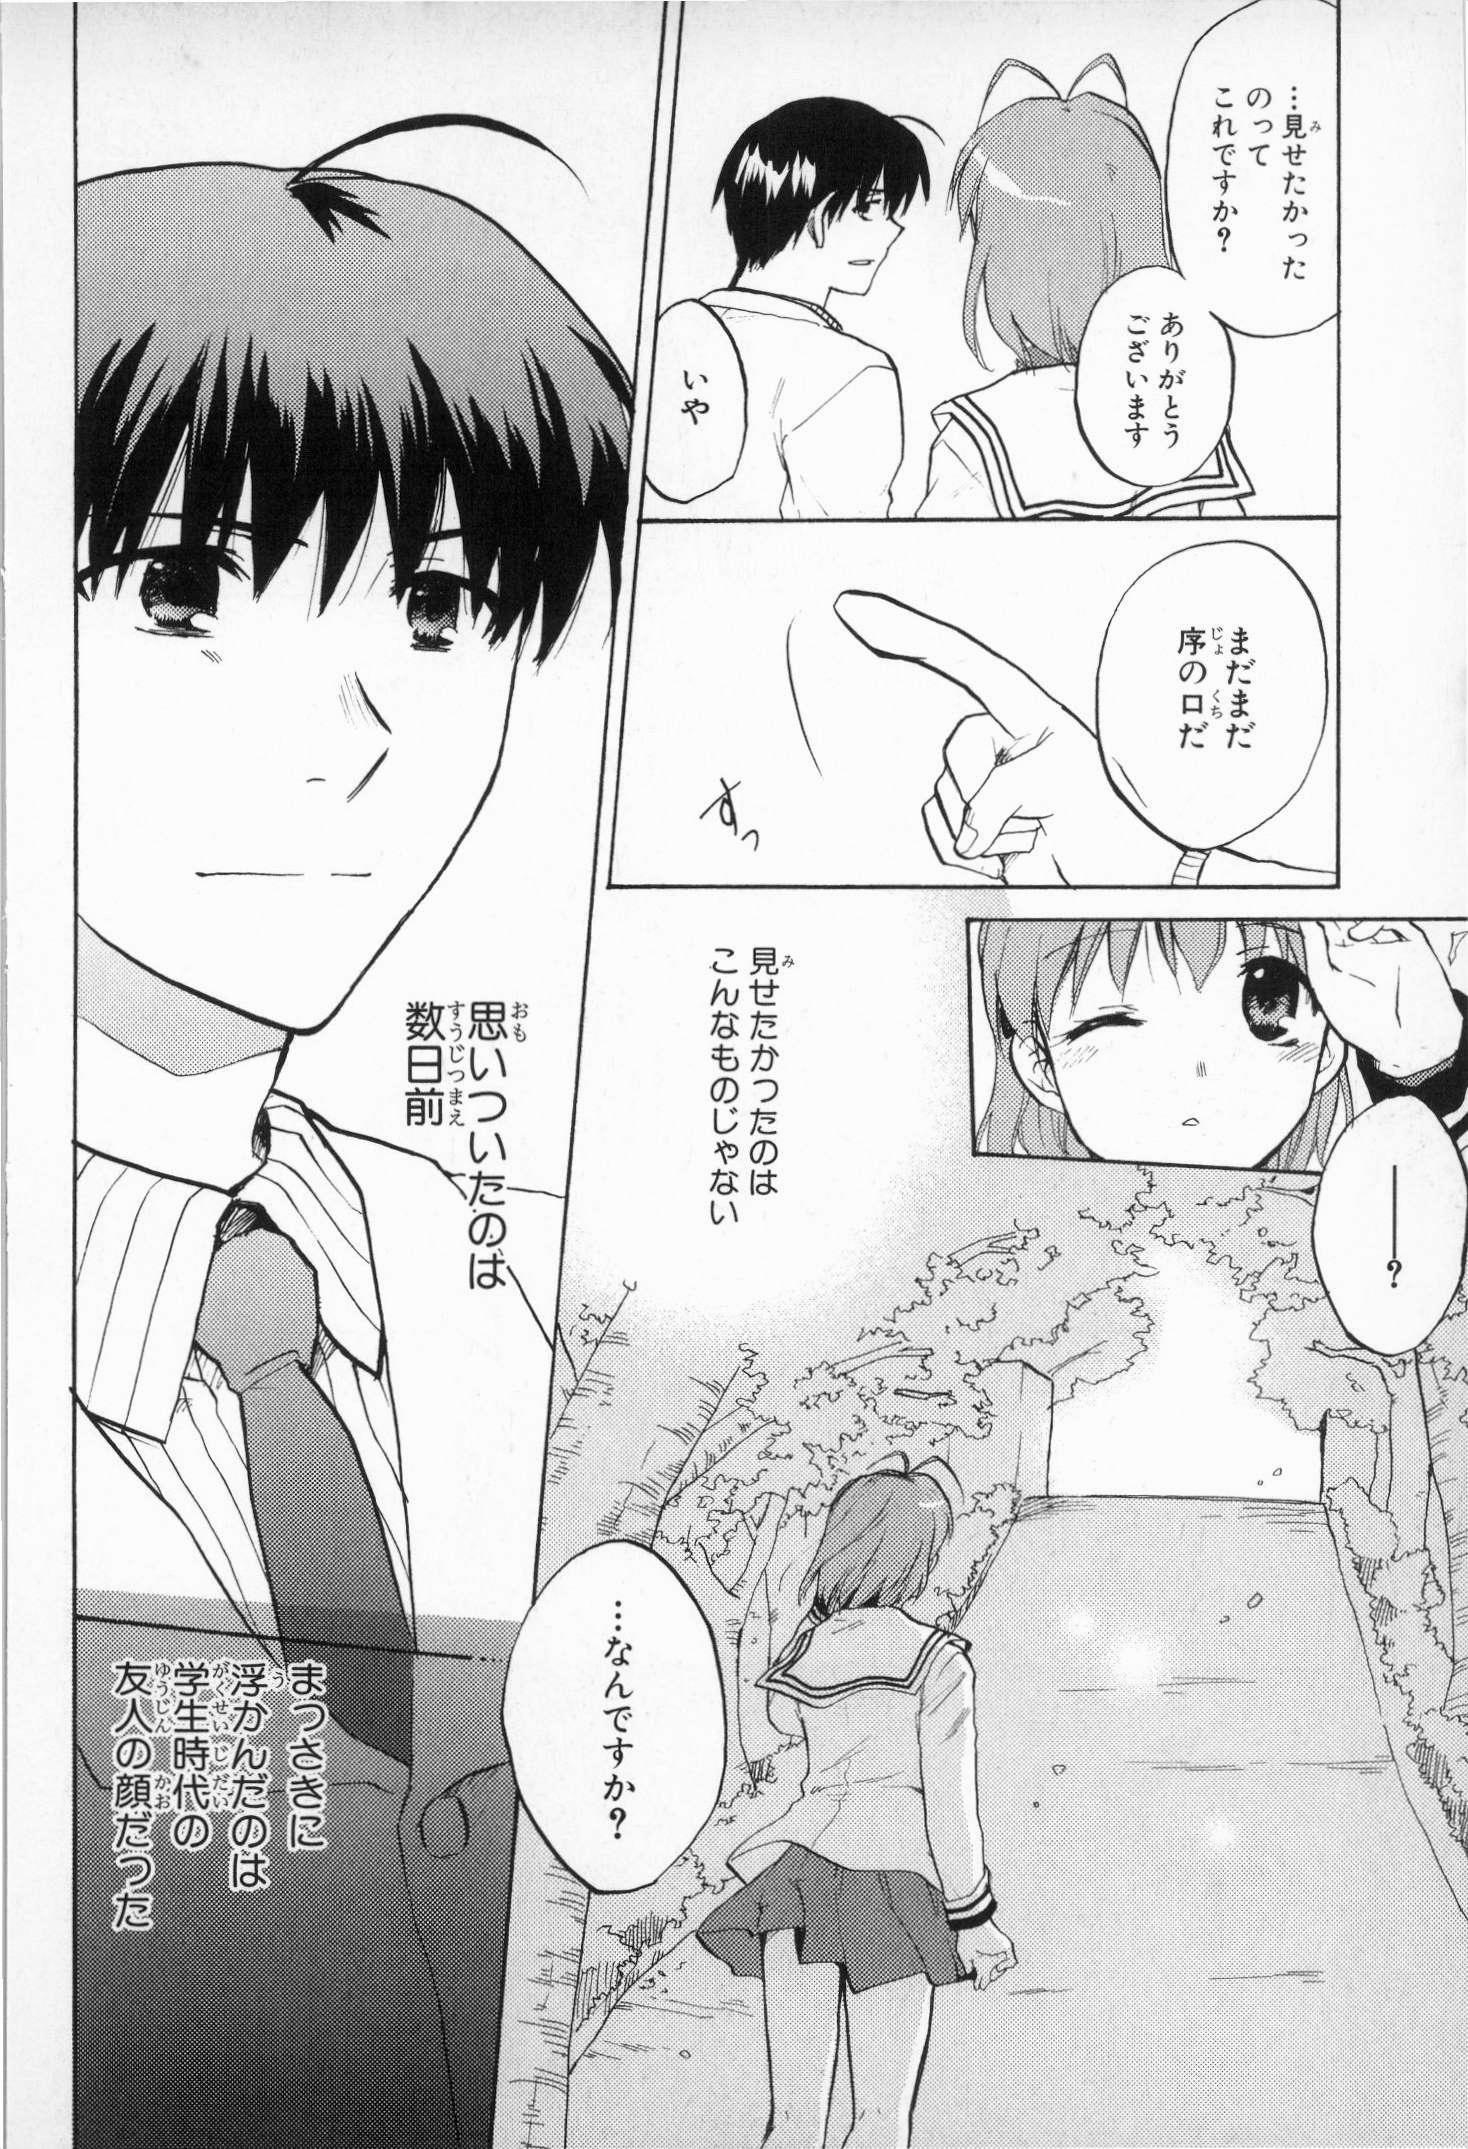 …見せたかった
のって
これですか？
ありがとう
ございます
いや
まだまだ
序の口だ
すっ
――？
見せたかったのは
こんなものじゃない
…なんですか？
思いついたのは
数日前
まっさきに
浮かんだのは
学生時代の
友人の顔だった